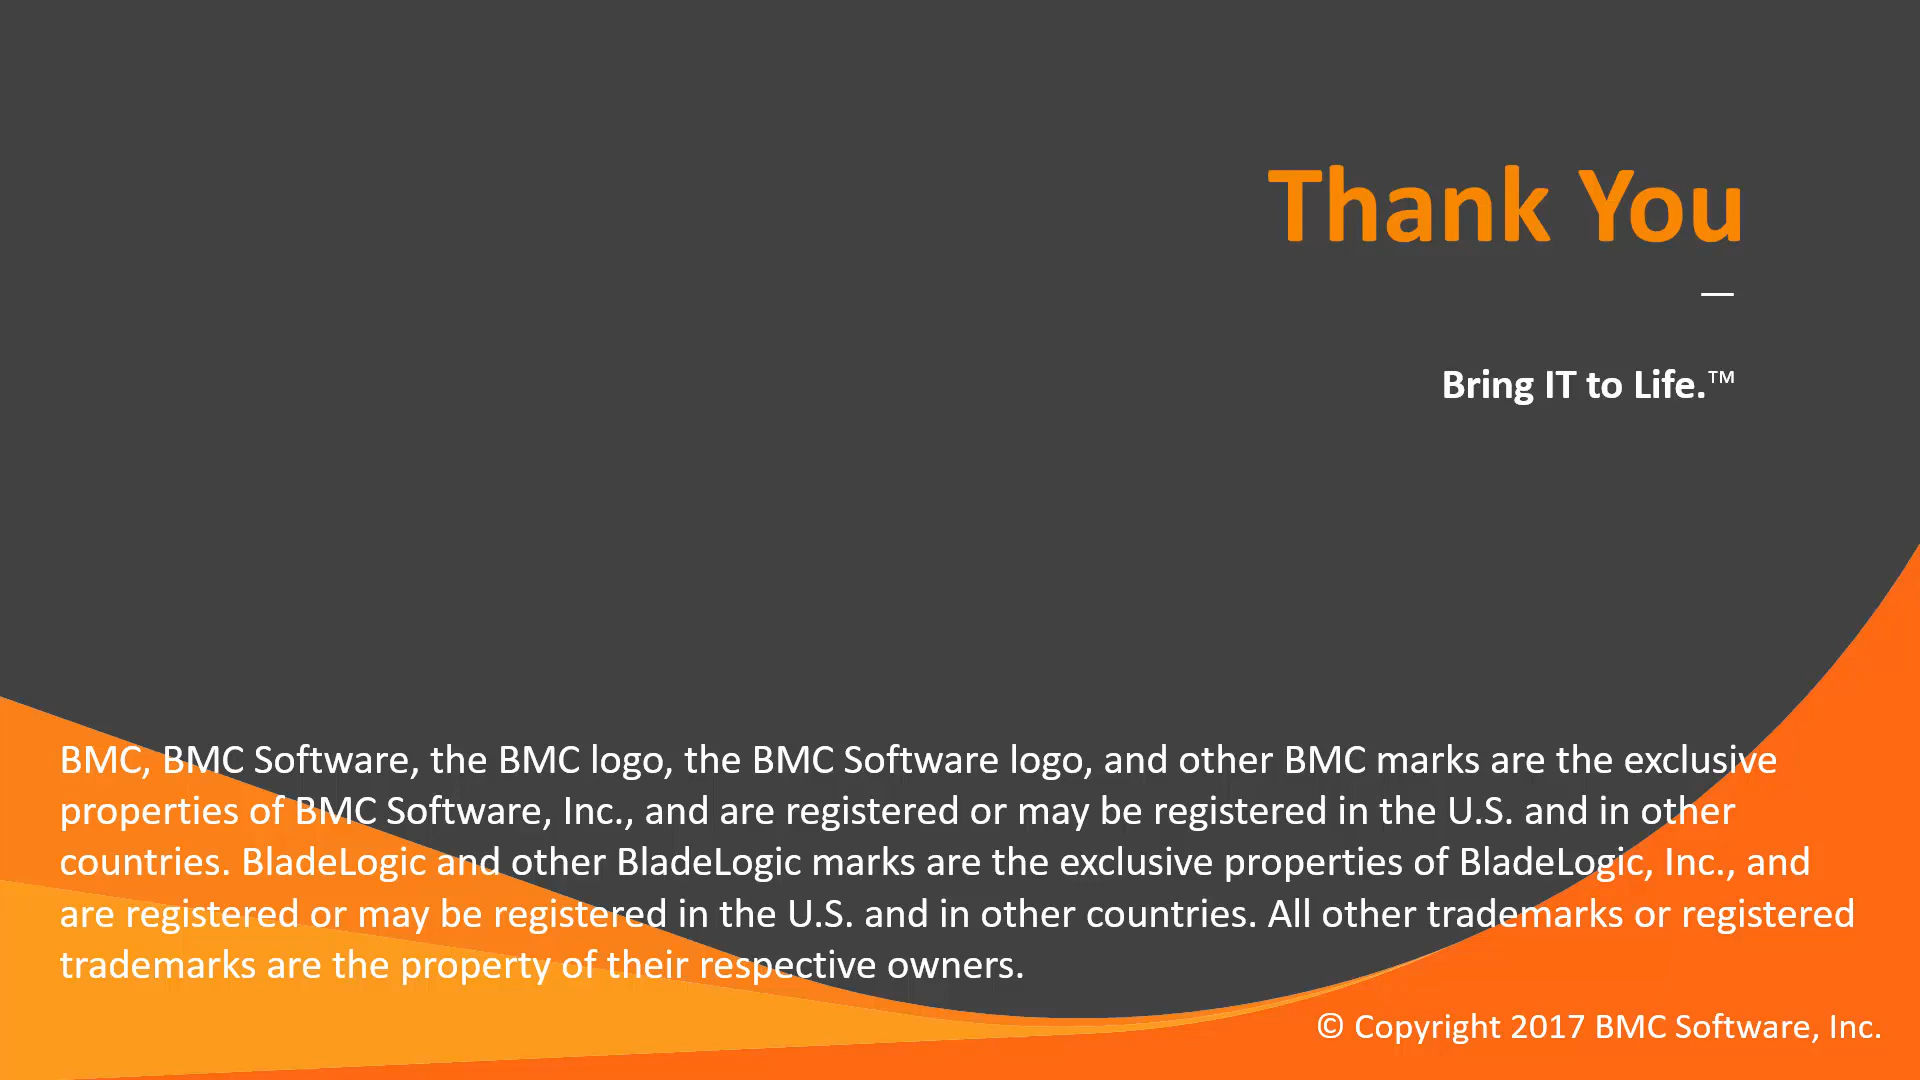 Thank You
Bring IT to Life.™
BMC, BMC Software, the BMC logo, the BMC Software logo, and other BMC marks are the exclusive
properties of BMC Software, Inc., and are registered or may be registered in the U.S. and in other
countries. BladeLogic and other BladeLogic marks are the exclusive properties of BladeLogic, Inc., and
are registered or may be registered in the U.S. and in other countries. All other trademarks or registered
trademarks are the property of their respective owners.
© Copyright 2017 BMC Software, Inc.